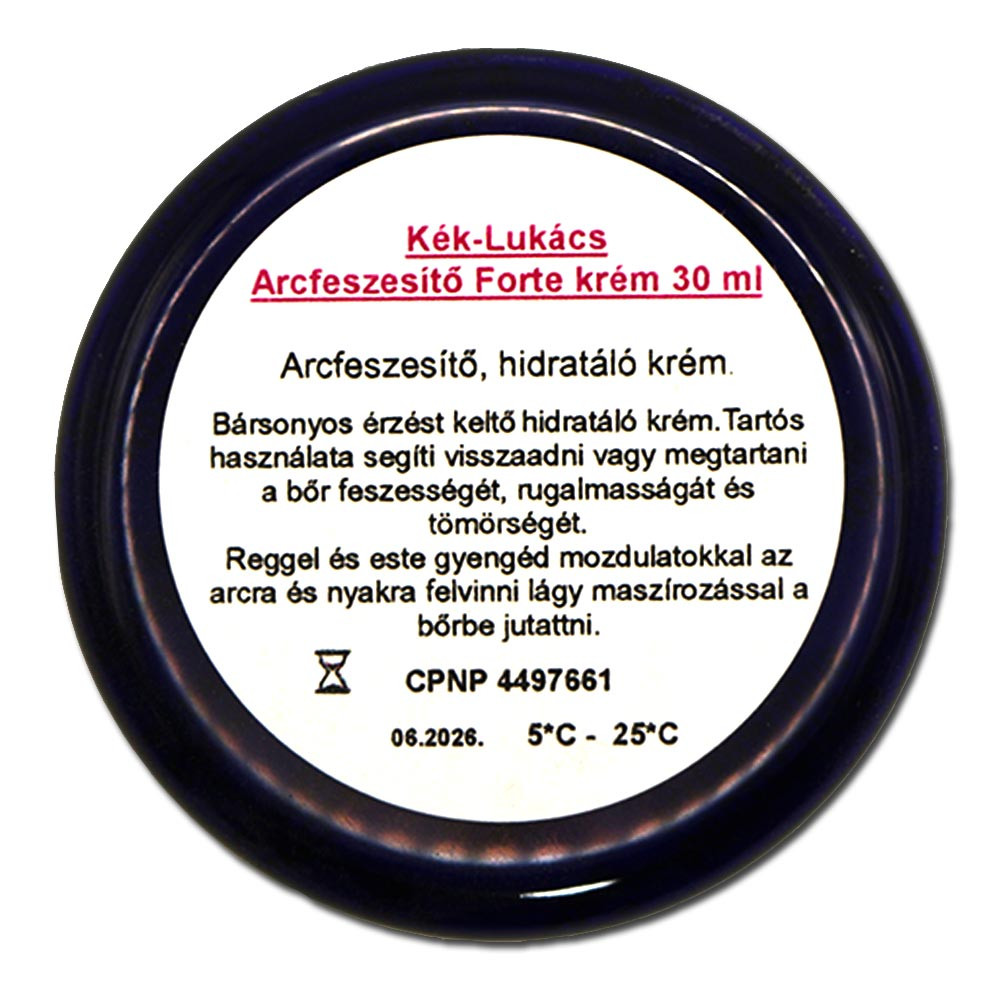 Kék-Lukács
Arcfeszesítő Forte krém 30 ml
Arcfeszesítő, hidratáló krém.
Bársonyos érzést keltő hidratáló krém.Tartós
használata segíti visszaadni vagy megtartani
a bőr feszességét, rugalmasságát és
tömörségét.
Reggel és este gyengéd mozdulatokkal az
arcra és nyakra felvinni lágy maszírozással a
bőrbe jutattni.
CPNP 4497661
06.2026. 5*C - 25*C